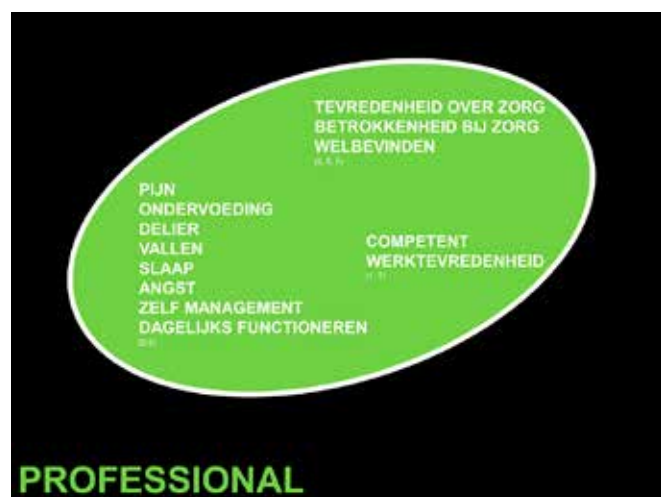 TEVREDENHEID OVER ZORG
BETROKKENHEID BIJ ZORG
WELBEVINDEN
PIJN
ONDERVOEDING
DELIER
VALLEN
SLAAP
ANGST
ZELF MANAGEMENT
DAGELIJKS FUNCTIONEREN
COMPETENT
WERKTEVREDENHEID
PROFESSIONAL